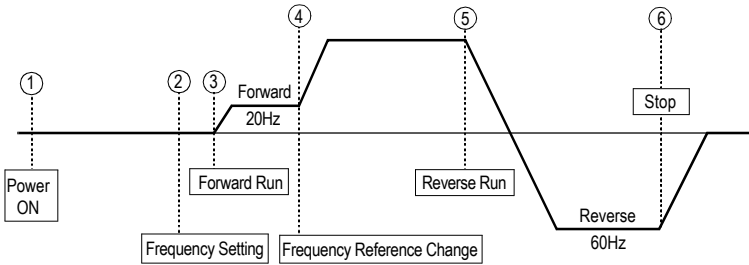 ① ② ③ ④ ⑤ ⑥
Forward
20Hz
Stop
Power
ON
Forward Run
Reverse Run
Reverse
60Hz
Frequency Setting
Frequency Reference Change